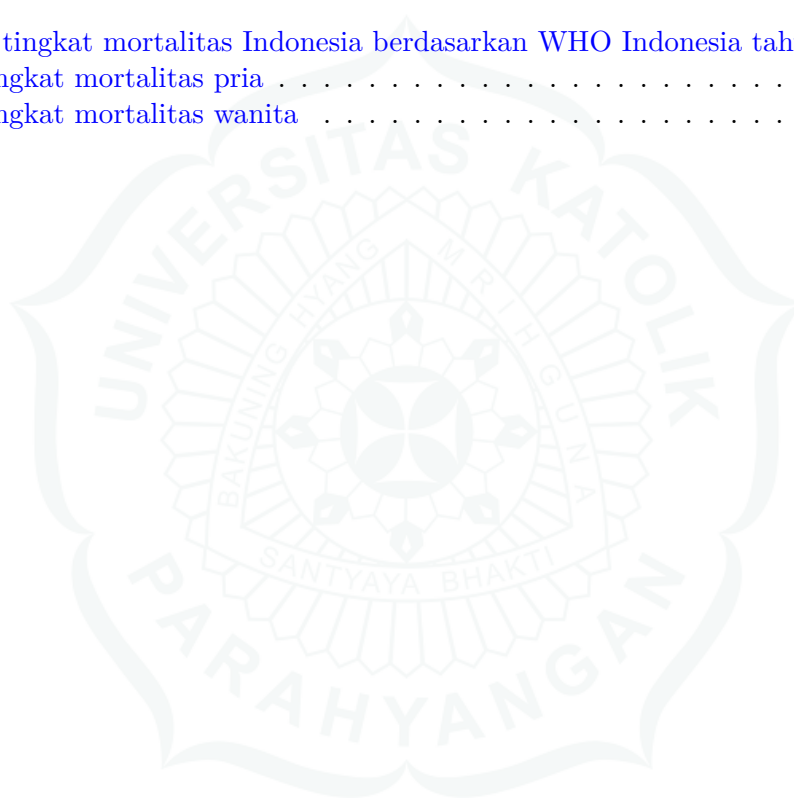 tingkat mortalitas Indonesia berdasarkan WHO Indonesia tah
ngkat mortalitas pria . . . . . . . . . . . . . . . . . . . . . . .
ngkat mortalitas wanita . . . . . . . . . . . . . . . . . . . . .
UNIVERSITAS KATOLIK
PARAHYANGAN
BAKUNING HYANG MRIH GUNA
SANTYAYA BHAKTI